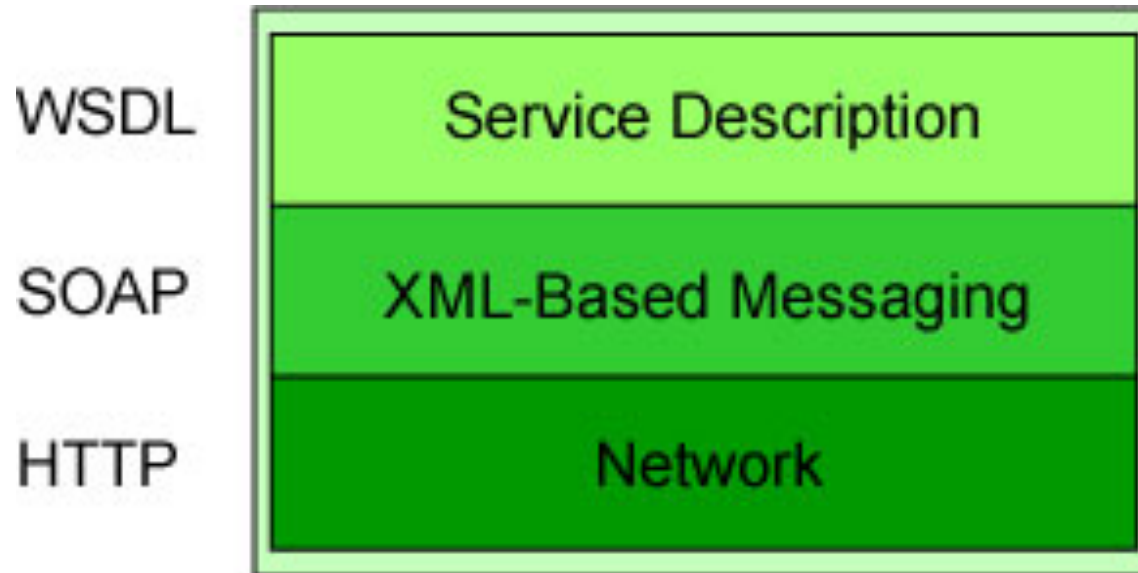 WSDL Service Description
SOAP XML-Based Messaging
HTTP Network